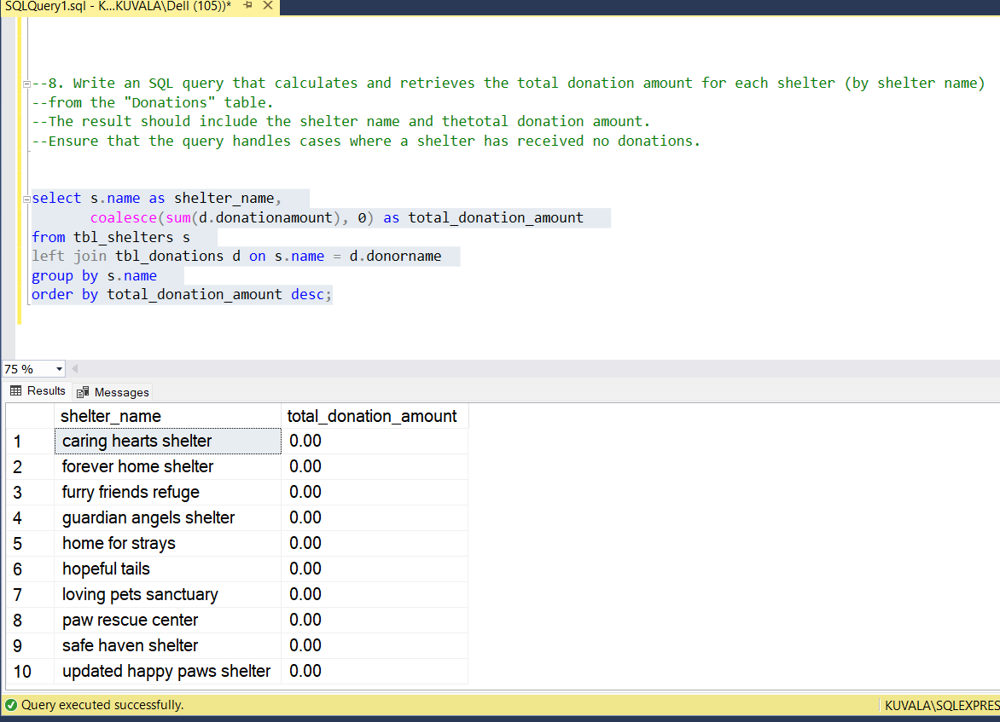 SQLQuery1.sql - K...KUVALA\Dell (105))*
--8. Write an SQL query that calculates and retrieves the total donation amount for each shelter (by shelter name)
--from the "Donations" table.
--The result should include the shelter name and thetotal donation amount.
--Ensure that the query handles cases where a shelter has received no donations.
select s.name as shelter_name,
coalesce(sum(d.donationamount), 0) as total_donation_amount
from tbl_shelters s
left join tbl_donations d on s.name = d.donorname
group by s.name
order by total_donation_amount desc;
75 %
Results Messages
shelter_name total_donation_amount
1 caring hearts shelter 0.00
2 forever home shelter 0.00
3 furry friends refuge 0.00
4 guardian angels shelter 0.00
5 home for strays 0.00
6 hopeful tails 0.00
7 loving pets sanctuary 0.00
8 paw rescue center 0.00
9 safe haven shelter 0.00
10 updated happy paws shelter 0.00
Query executed successfully. KUVALA\SQLEXPRES